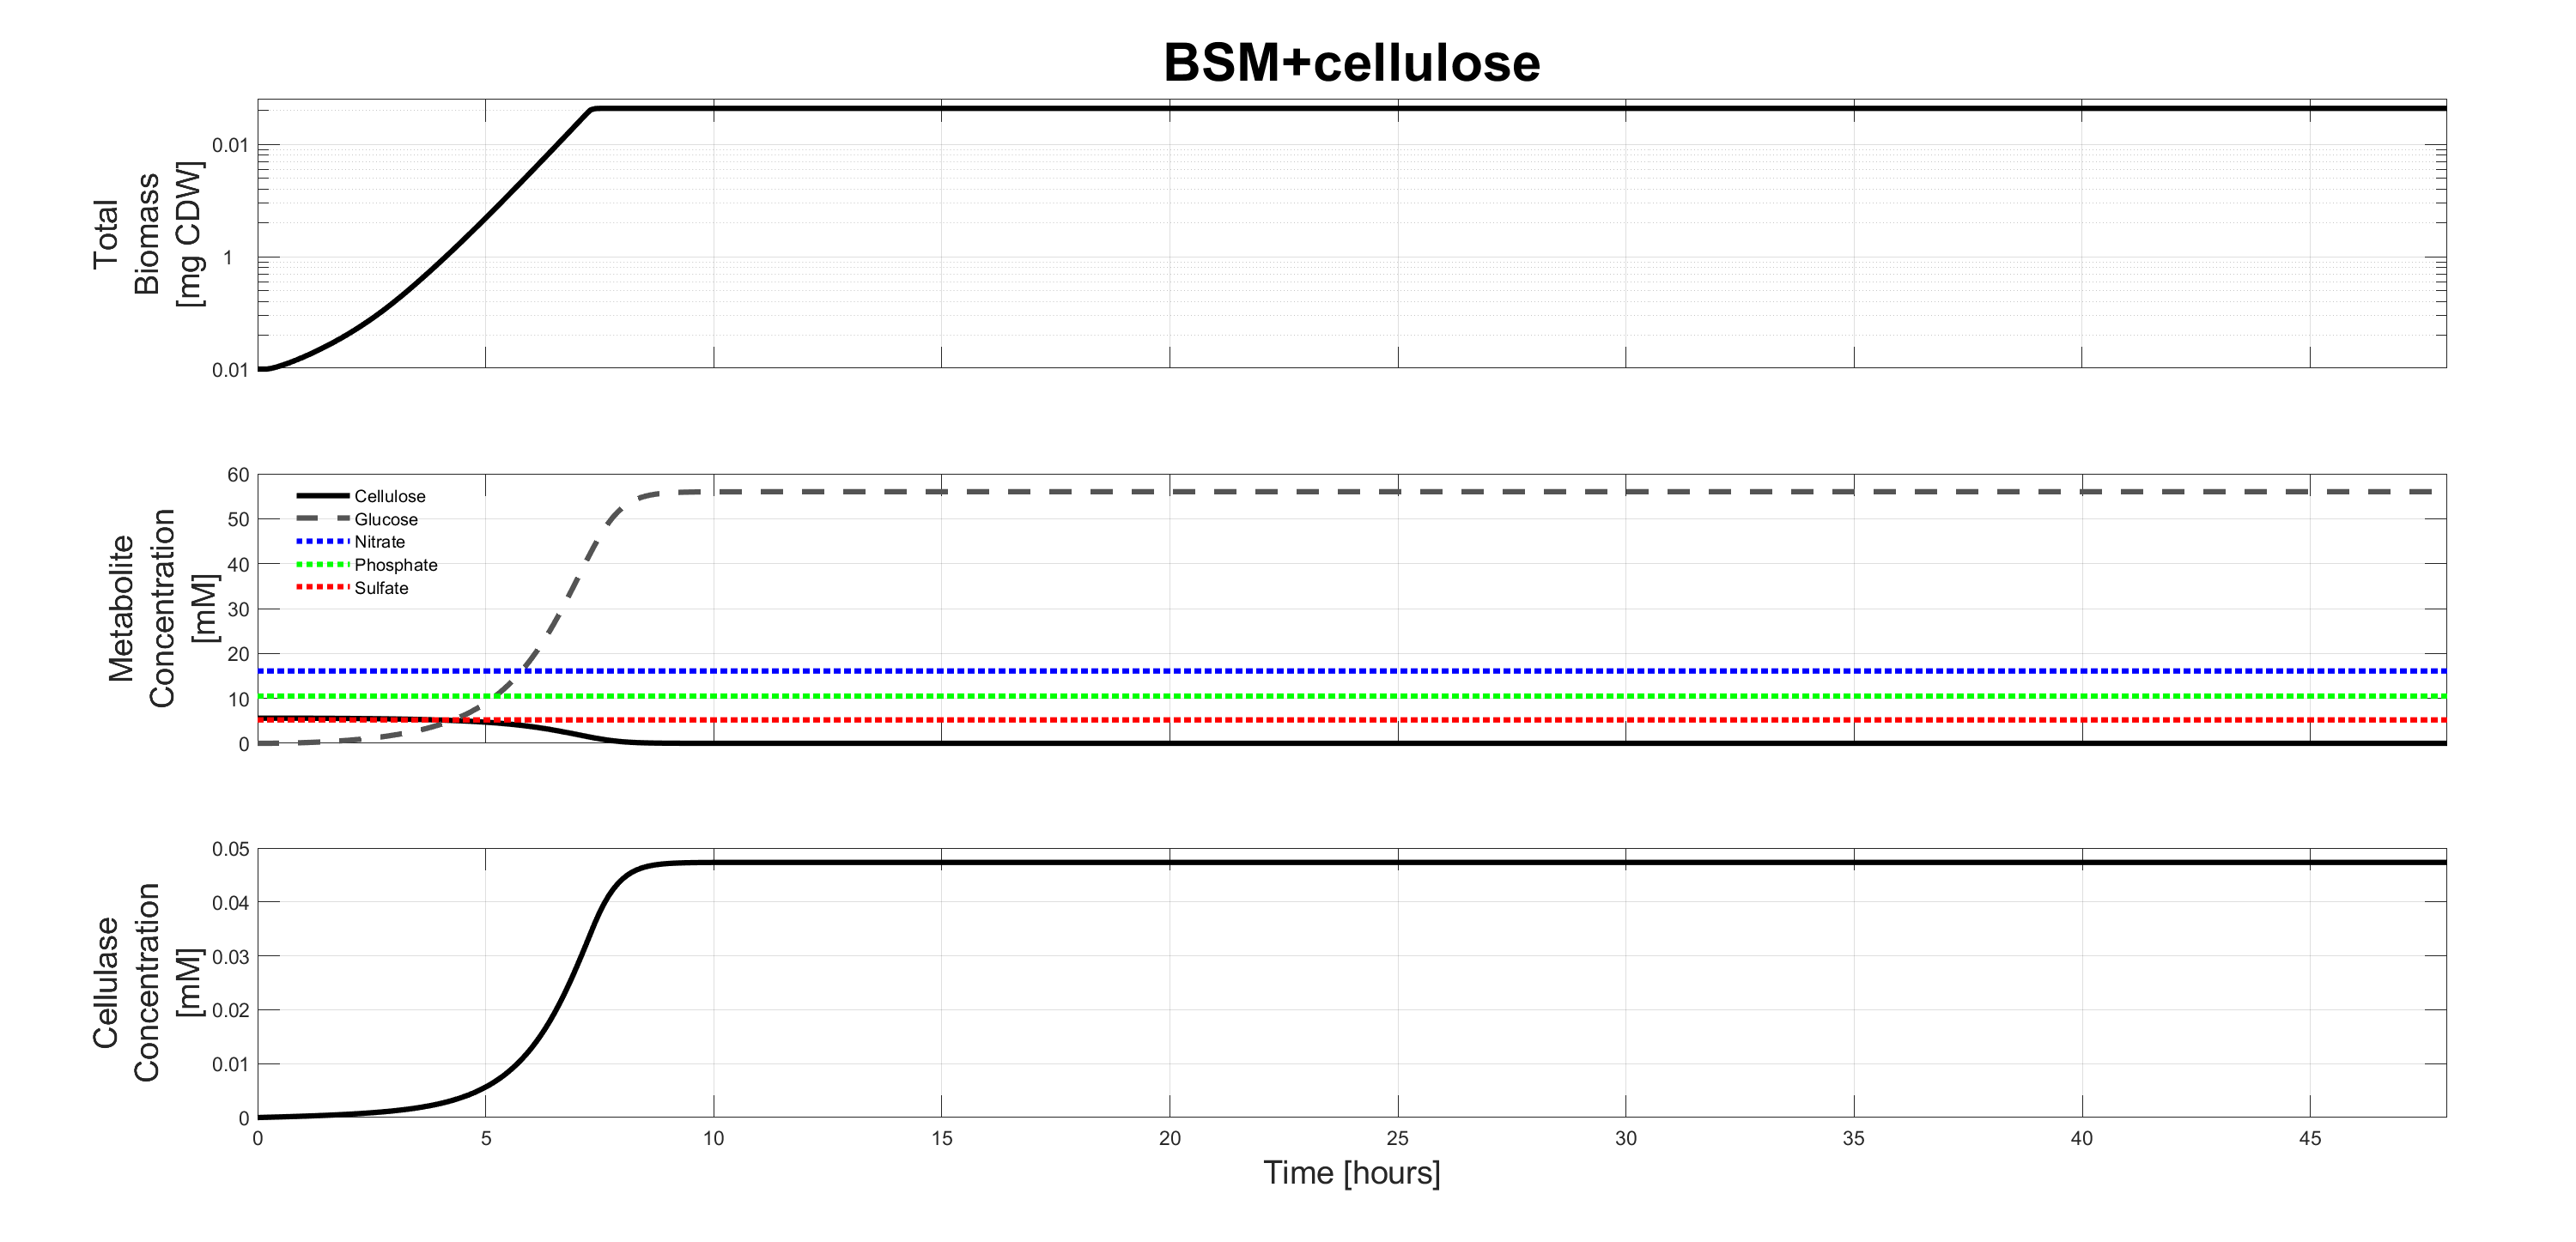 BSM+cellulose
Total
Biomass
[mg CDW]
0.01
1
0.01
Metabolite
Concentration
[mM]
60
50
40
30
20
10
0
Cellulose
Glucose
Nitrate
Phosphate
Sulfate
Cellulase
Concentration
[mM]
0.05
0.04
0.03
0.02
0.01
0
0 5 10 15 20 25 30 35 40 45
Time [hours]